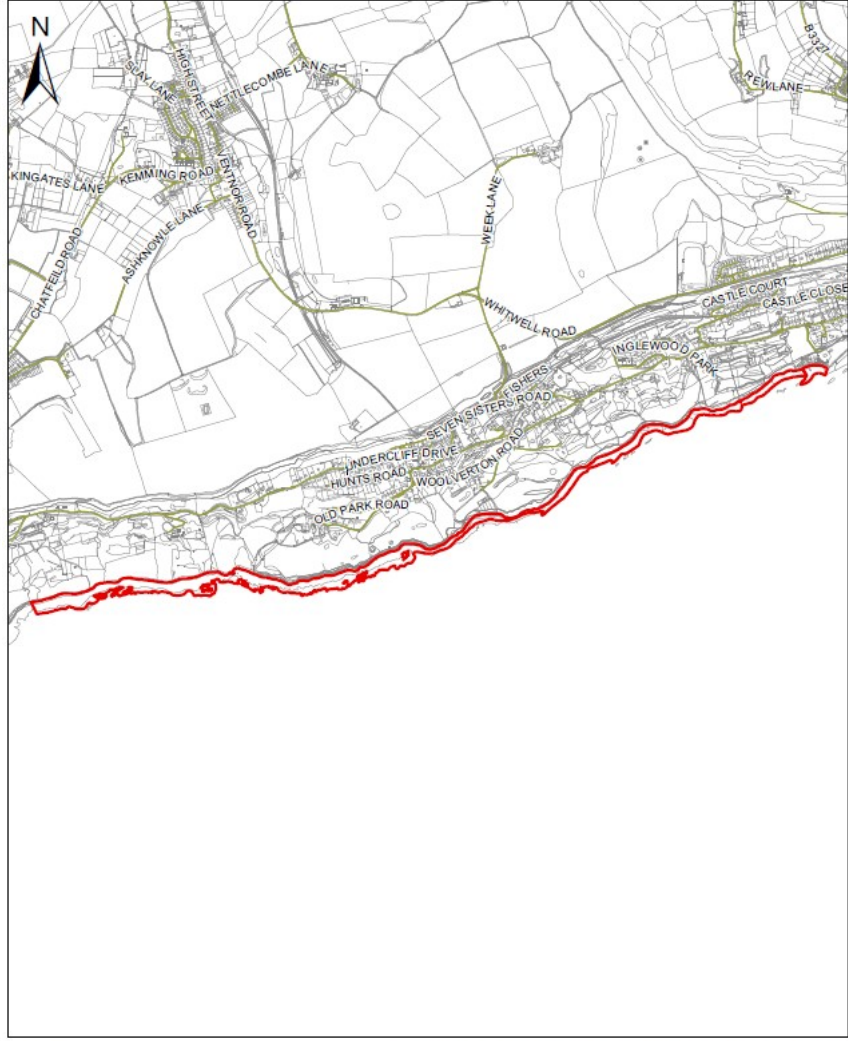 N
B3327
SLAY LANE
HIGH STREET
NETTLECOMBE LANE
REW LANE
KINGATES LANE
KEMMING ROAD
VENTNOR ROAD
ASHKNOWLE LANE
CHATFEILD ROAD
WEEK LANE
WHITWELL ROAD
CASTLE COURT
CASTLE CLOSE
INGLEWOOD PARK
FISHERS
SEVEN SISTERS ROAD
UNDERCLIFF DRIVE
HUNTS ROAD
WOOLVERTON ROAD
OLD PARK ROAD